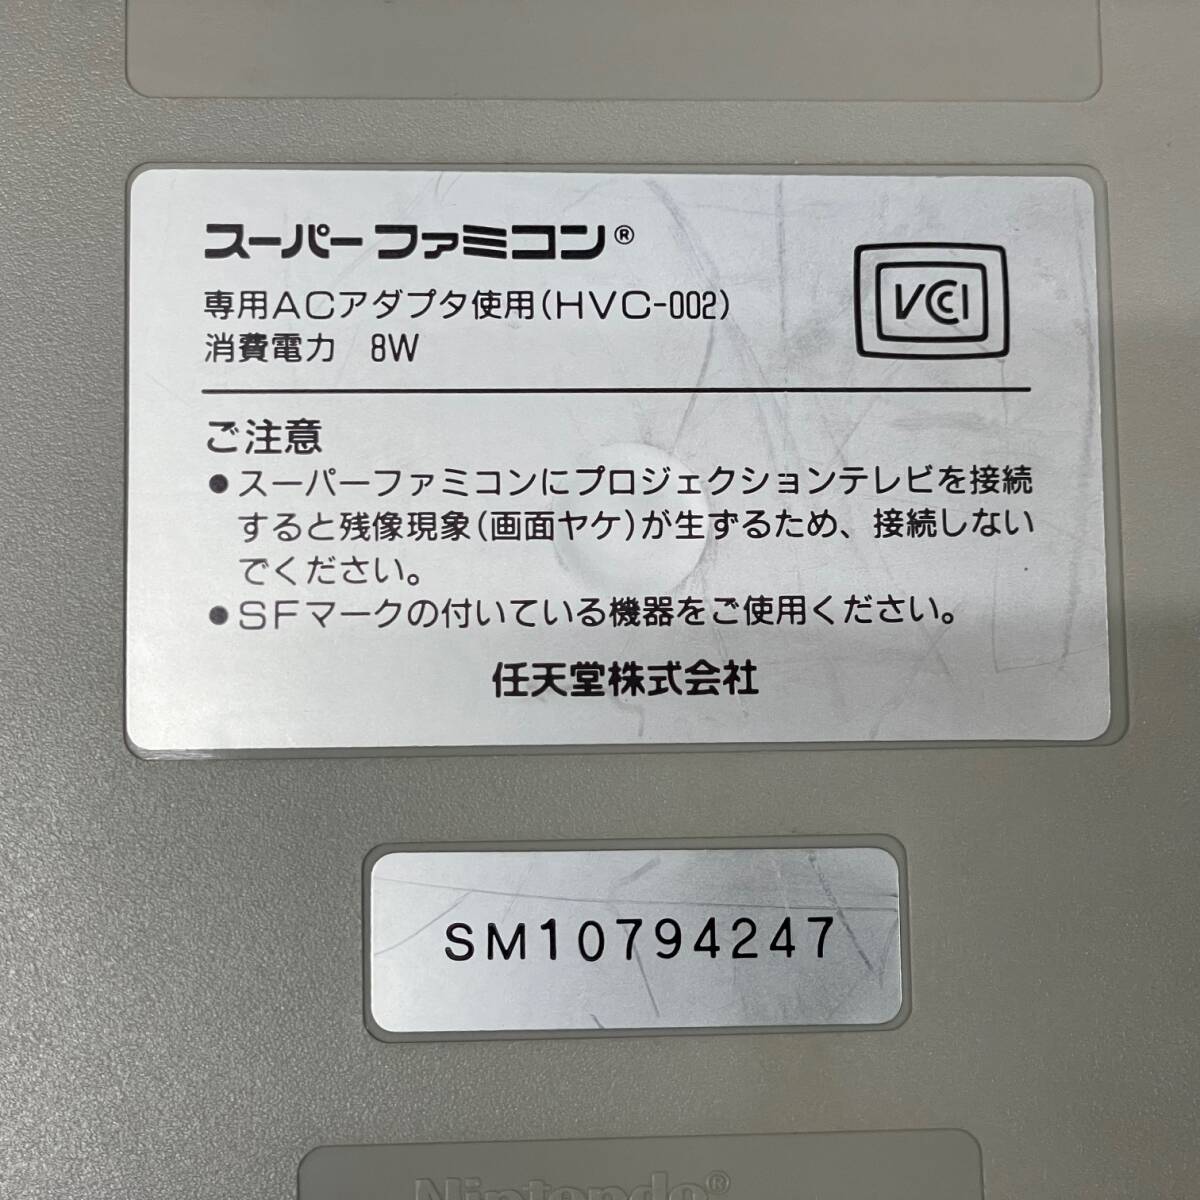 スーパーファミコン®
専用ACアダプタ使用(HVC-002)
消費電力 8W
VCCI
ご注意
●スーパーファミコンにプロジェクションテレビを接続
すると残像現象(画面ヤケ)が生ずるため、接続しない
でください。
●SFマークの付いている機器をご使用ください。
任天堂株式会社
SM10794247
Nintendo®